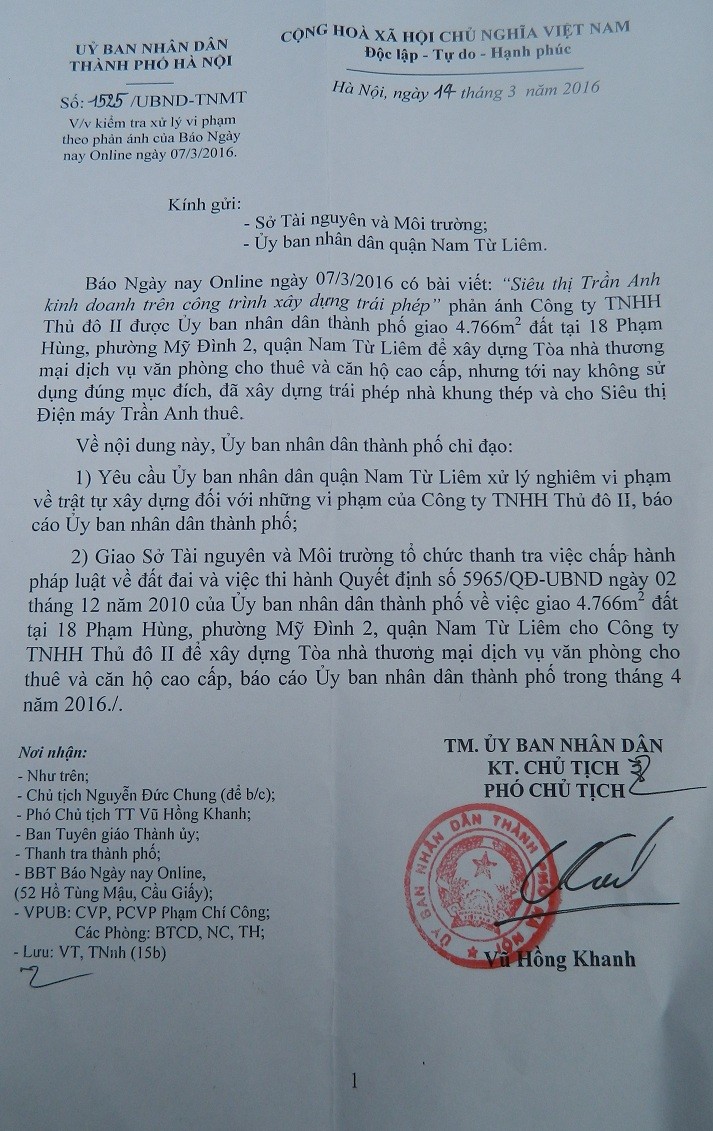 UỶ BAN NHÂN DÂN
THÀNH PHỐ HÀ NỘI
CỘNG HOÀ XÃ HỘI CHỦ NGHĨA VIỆT NAM
Độc lập - Tự do - Hạnh phúc
Số: 1525/UBND-TNMT
V/v kiểm tra xử lý vi phạm
theo phản ánh của Báo Ngày
nay Online ngày 07/3/2016.
Hà Nội, ngày 14 tháng 3 năm 2016
Kính gửi:
- Sở Tài nguyên và Môi trường;
- Ủy ban nhân dân quận Nam Từ Liêm.
Báo Ngày nay Online ngày 07/3/2016 có bài viết: “Siêu thị Trần Anh
kinh doanh trên công trình xây dựng trái phép” phản ánh Công ty TNHH
Thủ đô II được Ủy ban nhân dân thành phố giao 4.766m² đất tại 18 Phạm
Hùng, phường Mỹ Đình 2, quận Nam Từ Liêm để xây dựng Tòa nhà thương
mại dịch vụ văn phòng cho thuê và căn hộ cao cấp, nhưng tới nay không sử
dụng đúng mục đích, đã xây dựng trái phép nhà khung thép và cho Siêu thị
Điện máy Trần Anh thuê.
Về nội dung này, Ủy ban nhân dân thành phố chỉ đạo:
1) Yêu cầu Ủy ban nhân dân quận Nam Từ Liêm xử lý nghiêm vi phạm
về trật tự xây dựng đối với những vi phạm của Công ty TNHH Thủ đô II, báo
cáo Ủy ban nhân dân thành phố;
2) Giao Sở Tài nguyên và Môi trường tổ chức thanh tra việc chấp hành
pháp luật về đất đai và việc thi hành Quyết định số 5965/QĐ-UBND ngày 02
tháng 12 năm 2010 của Ủy ban nhân dân thành phố về việc giao 4.766m² đất
tại 18 Phạm Hùng, phường Mỹ Đình 2, quận Nam Từ Liêm cho Công ty
TNHH Thủ đô II để xây dựng Tòa nhà thương mại dịch vụ văn phòng cho
thuê và căn hộ cao cấp, báo cáo Ủy ban nhân dân thành phố trong tháng 4
năm 2016./.
Nơi nhận:
- Như trên;
- Chủ tịch Nguyễn Đức Chung (để b/c);
- Phó Chủ tịch TT Vũ Hồng Khanh;
- Ban Tuyên giáo Thành ủy;
- Thanh tra thành phố;
- BBT Báo Ngày nay Online,
(52 Hồ Tùng Mậu, Cầu Giấy);
- VPUB: CVP, PCVP Phạm Chí Công;
Các Phòng: BTCD, NC, TH;
- Lưu: VT, TNnh (15b)
TM. ỦY BAN NHÂN DÂN
KT. CHỦ TỊCH
PHÓ CHỦ TỊCH
ỦY BAN NHÂN DÂN THÀNH PHỐ HÀ NỘI
Vũ Hồng Khanh
1